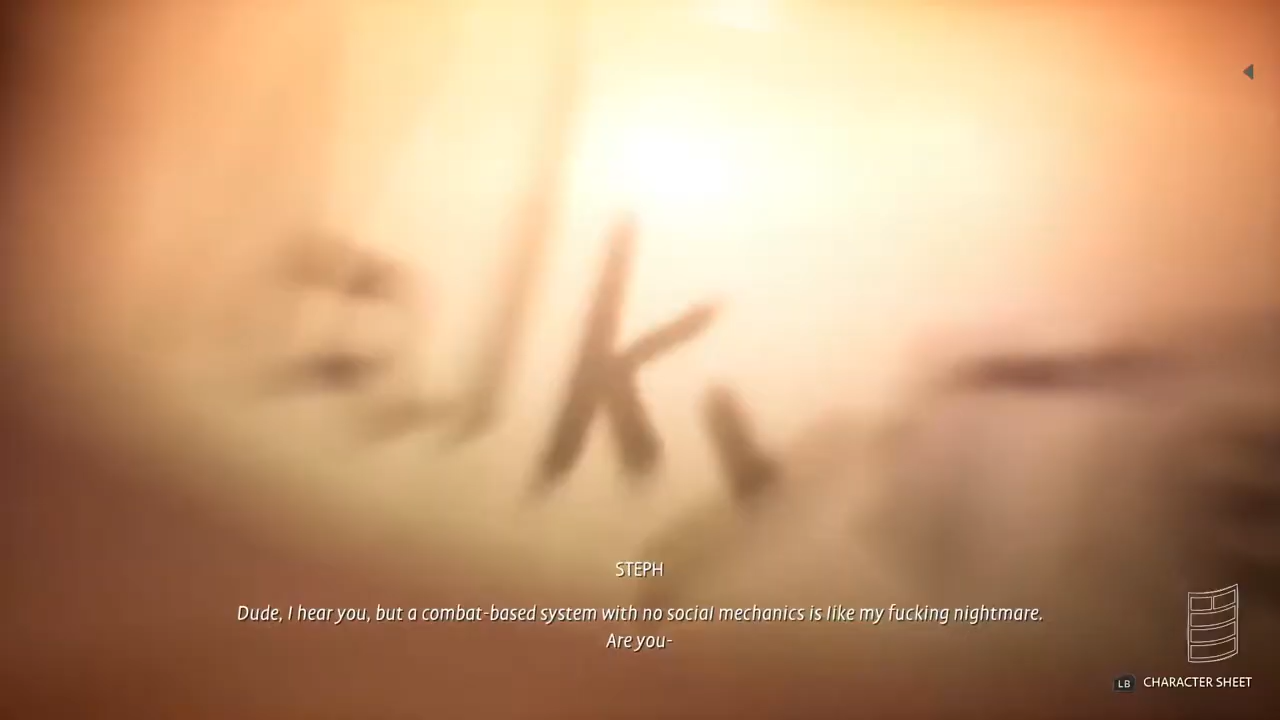 k
STEPH
Dude, I hear you, but a combat-based system with no social mechanics is like my fucking nightmare.
Are you-
LB CHARACTER SHEET